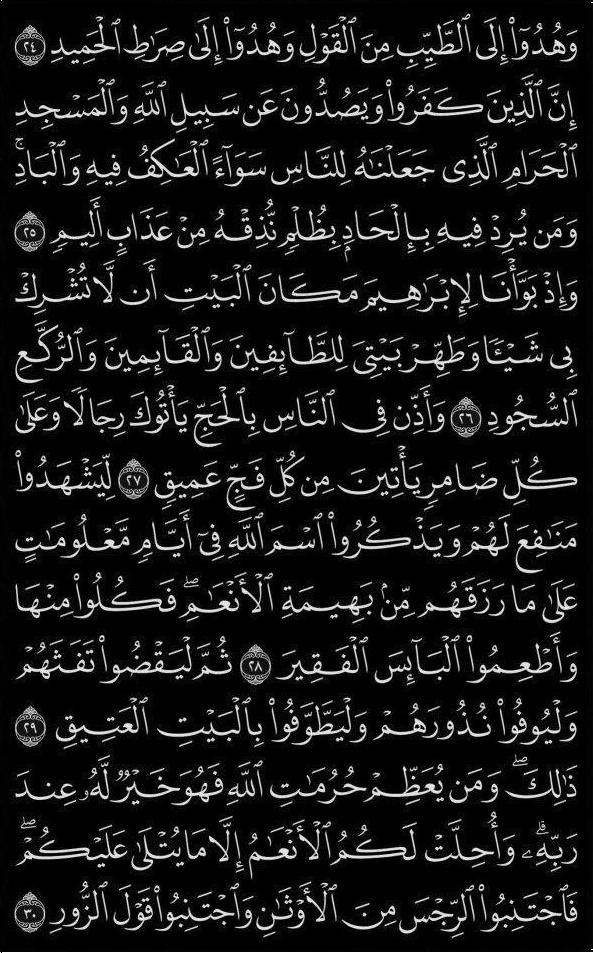 وَهُدُوٓا۟ إِلَى ٱلطَّيِّبِ مِنَ ٱلْقَوْلِ وَهُدُوٓا۟ إِلَىٰ صِرَٰطِ ٱلْحَمِيدِ ٢٤
إِنَّ ٱلَّذِينَ كَفَرُوا۟ وَيَصُدُّونَ عَن سَبِيلِ ٱللَّهِ وَٱلْمَسْجِدِ
ٱلْحَرَامِ ٱلَّذِى جَعَلْنَٰهُ لِلنَّاسِ سَوَآءً ٱلْعَٰكِفُ فِيهِ وَٱلْبَادِ ۚ
وَمَن يُرِدْ فِيهِ بِإِلْحَادٍۭ بِظُلْمٍ نُّذِقْهُ مِنْ عَذَابٍ أَلِيمٍ ٢٥
وَإِذْ بَوَّأْنَا لِإِبْرَٰهِيمَ مَكَانَ ٱلْبَيْتِ أَن لَّا تُشْرِكْ
بِى شَيْـًٔا وَطَهِّرْ بَيْتِىَ لِلطَّآئِفِينَ وَٱلْقَآئِمِينَ وَٱلرُّكَّعِ
ٱلسُّجُودِ ٢٦ وَأَذِّن فِى ٱلنَّاسِ بِٱلْحَجِّ يَأْتُوكَ رِجَالًا وَعَلَىٰ
كُلِّ ضَامِرٍ يَأْتِينَ مِن كُلِّ فَجٍّ عَمِيقٍ ٢٧ لِّيَشْهَدُوا۟
مَنَٰفِعَ لَهُمْ وَيَذْكُرُوا۟ ٱسْمَ ٱللَّهِ فِىٓ أَيَّامٍ مَّعْلُومَٰتٍ
عَلَىٰ مَا رَزَقَهُم مِّنۢ بَهِيمَةِ ٱلْأَنْعَٰمِ ۖ فَكُلُوا۟ مِنْهَا
وَأَطْعِمُوا۟ ٱلْبَآئِسَ ٱلْفَقِيرَ ٢٨ ثُمَّ لْيَقْضُوا۟ تَفَثَهُمْ
وَلْيُوفُوا۟ نُذُورَهُمْ وَلْيَطَّوَّفُوا۟ بِٱلْبَيْتِ ٱلْعَتِيقِ ٢٩
ذَٰلِكَ ۖ وَمَن يُعَظِّمْ حُرُمَٰتِ ٱللَّهِ فَهُوَ خَيْرٌ لَّهُۥ عِندَ
رَبِّهِۦ ۗ وَأُحِلَّتْ لَكُمُ ٱلْأَنْعَٰمُ إِلَّا مَا يُتْلَىٰ عَلَيْكُمْ ۖ
فَٱجْتَنِبُوا۟ ٱلرِّجْسَ مِنَ ٱلْأَوْثَٰنِ وَٱجْتَنِبُوا۟ قَوْلَ ٱلزُّورِ ٣٠